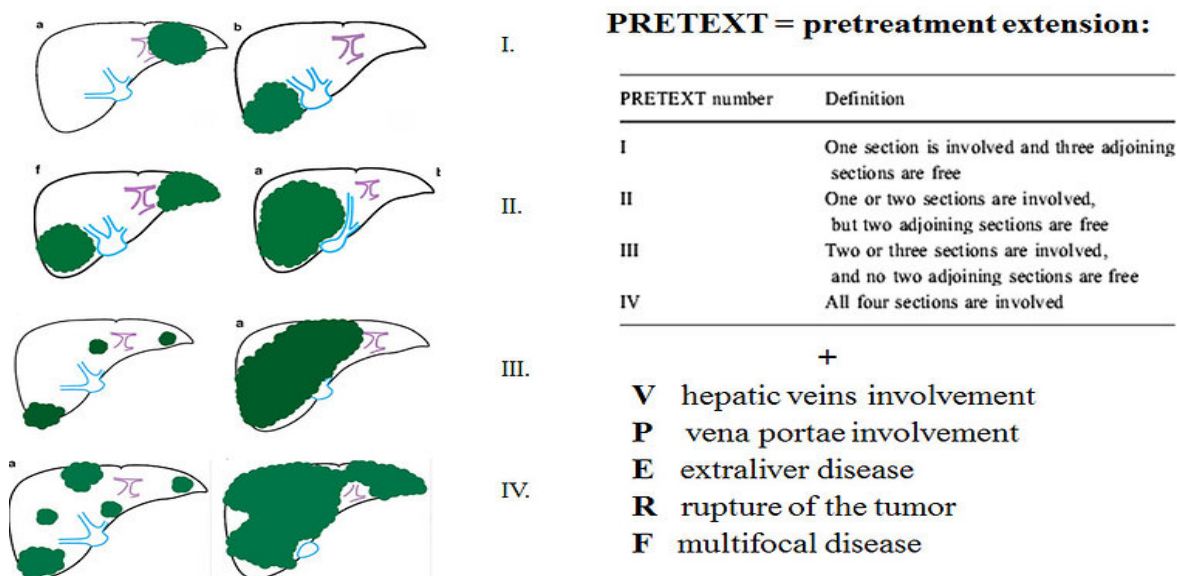 a
b
I.
f
a
b
II.
a
III.
a
IV.
PRETEXT = pretreatment extension:
PRETEXT number Definition
I One section is involved and three adjoining
sections are free
II One or two sections are involved,
but two adjoining sections are free
III Two or three sections are involved,
and no two adjoining sections are free
IV All four sections are involved
+
V hepatic veins involvement
P vena portae involvement
E extraliver disease
R rupture of the tumor
F multifocal disease